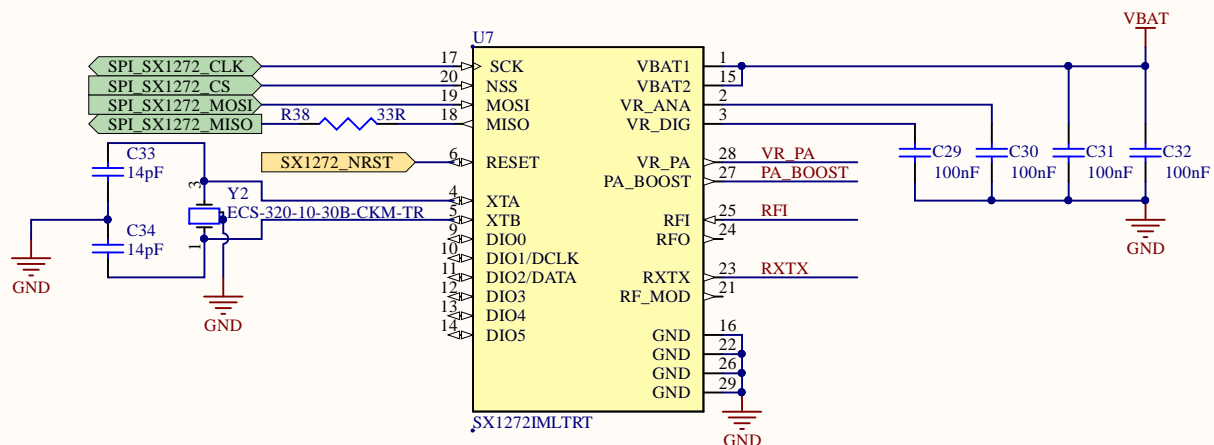 VBAT
U7
SPI_SX1272_CLK 17 SCK VBAT1 1
SPI_SX1272_CS 20 NSS VBAT2 15
SPI_SX1272_MOSI 19 MOSI VR_ANA 2
SPI_SX1272_MISO R38 33R 18 MISO VR_DIG 3
C33 14pF
SX1272_NRST 6 RESET VR_PA 28 VR_PA
PA_BOOST 27 PA_BOOST
C29 100nF
C30 100nF
C31 100nF
C32 100nF
3 Y2 4 XTA
ECS-320-10-30B-CKM-TR 5 XTB RFI 25 RFI
C34 14pF
1 9 DIO0 RFO 24
10 DIO1/DCLK
11 DIO2/DATA RXTX 23 RXTX
12 DIO3 RF_MOD 21
13 DIO4
14 DIO5 GND 16
GND 22
GND 26
GND 29
GND
GND
GND
SX1272IMLTRT
GND